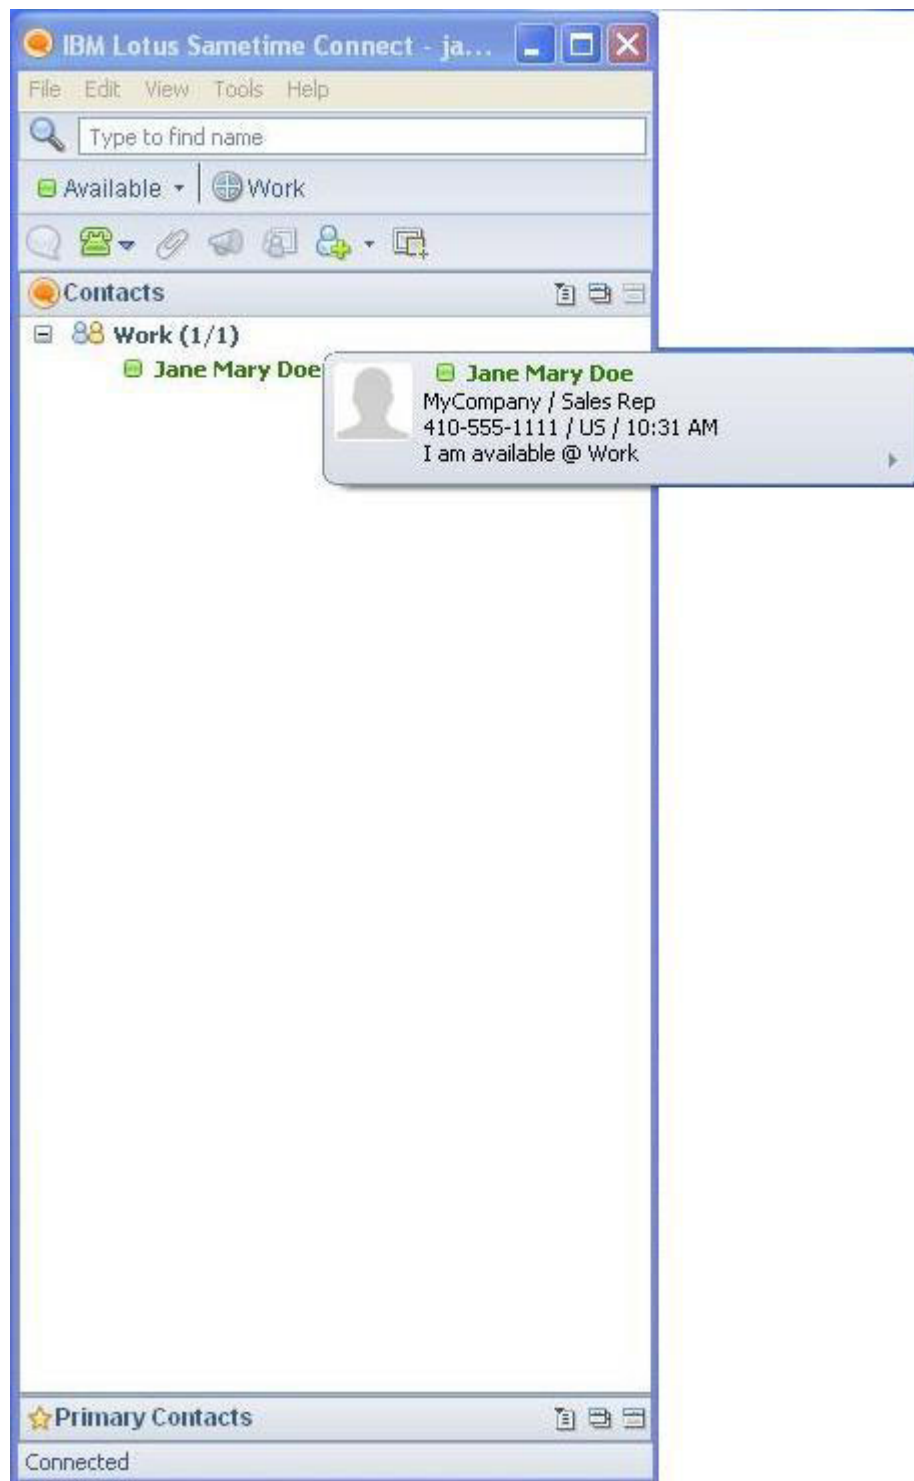 IBM Lotus Sametime Connect - ja...
File Edit View Tools Help
Type to find name
Available Work
Contacts
Work (1/1)
Jane Mary Doe
Jane Mary Doe
MyCompany / Sales Rep
410-555-1111 / US / 10:31 AM
I am available @ Work
Primary Contacts
Connected